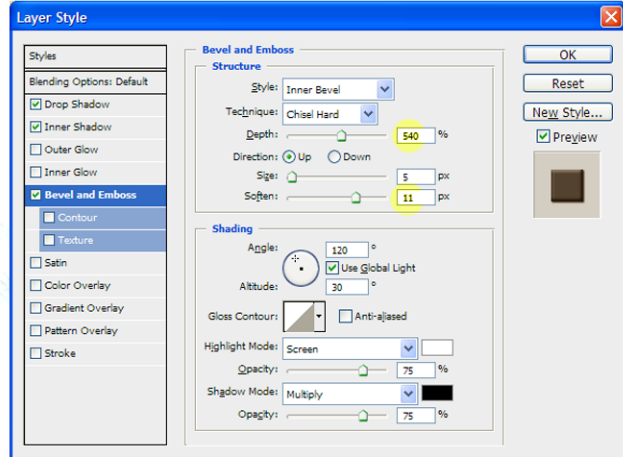 Layer Style
Styles
Blending Options: Default
Drop Shadow
Inner Shadow
Outer Glow
Inner Glow
Bevel and Emboss
Contour
Texture
Satin
Color Overlay
Gradient Overlay
Pattern Overlay
Stroke
Bevel and Emboss
Structure
Style: Inner Bevel
Technique: Chisel Hard
Depth: 540 %
Direction: Up Down
Size: 5 px
Soften: 11 px
Shading
Angle: 120 °
Use Global Light
Altitude: 30 °
Gloss Contour: Anti-aliased
Highlight Mode: Screen
Opacity: 75 %
Shadow Mode: Multiply
Opacity: 75 %
OK
Reset
New Style...
Preview